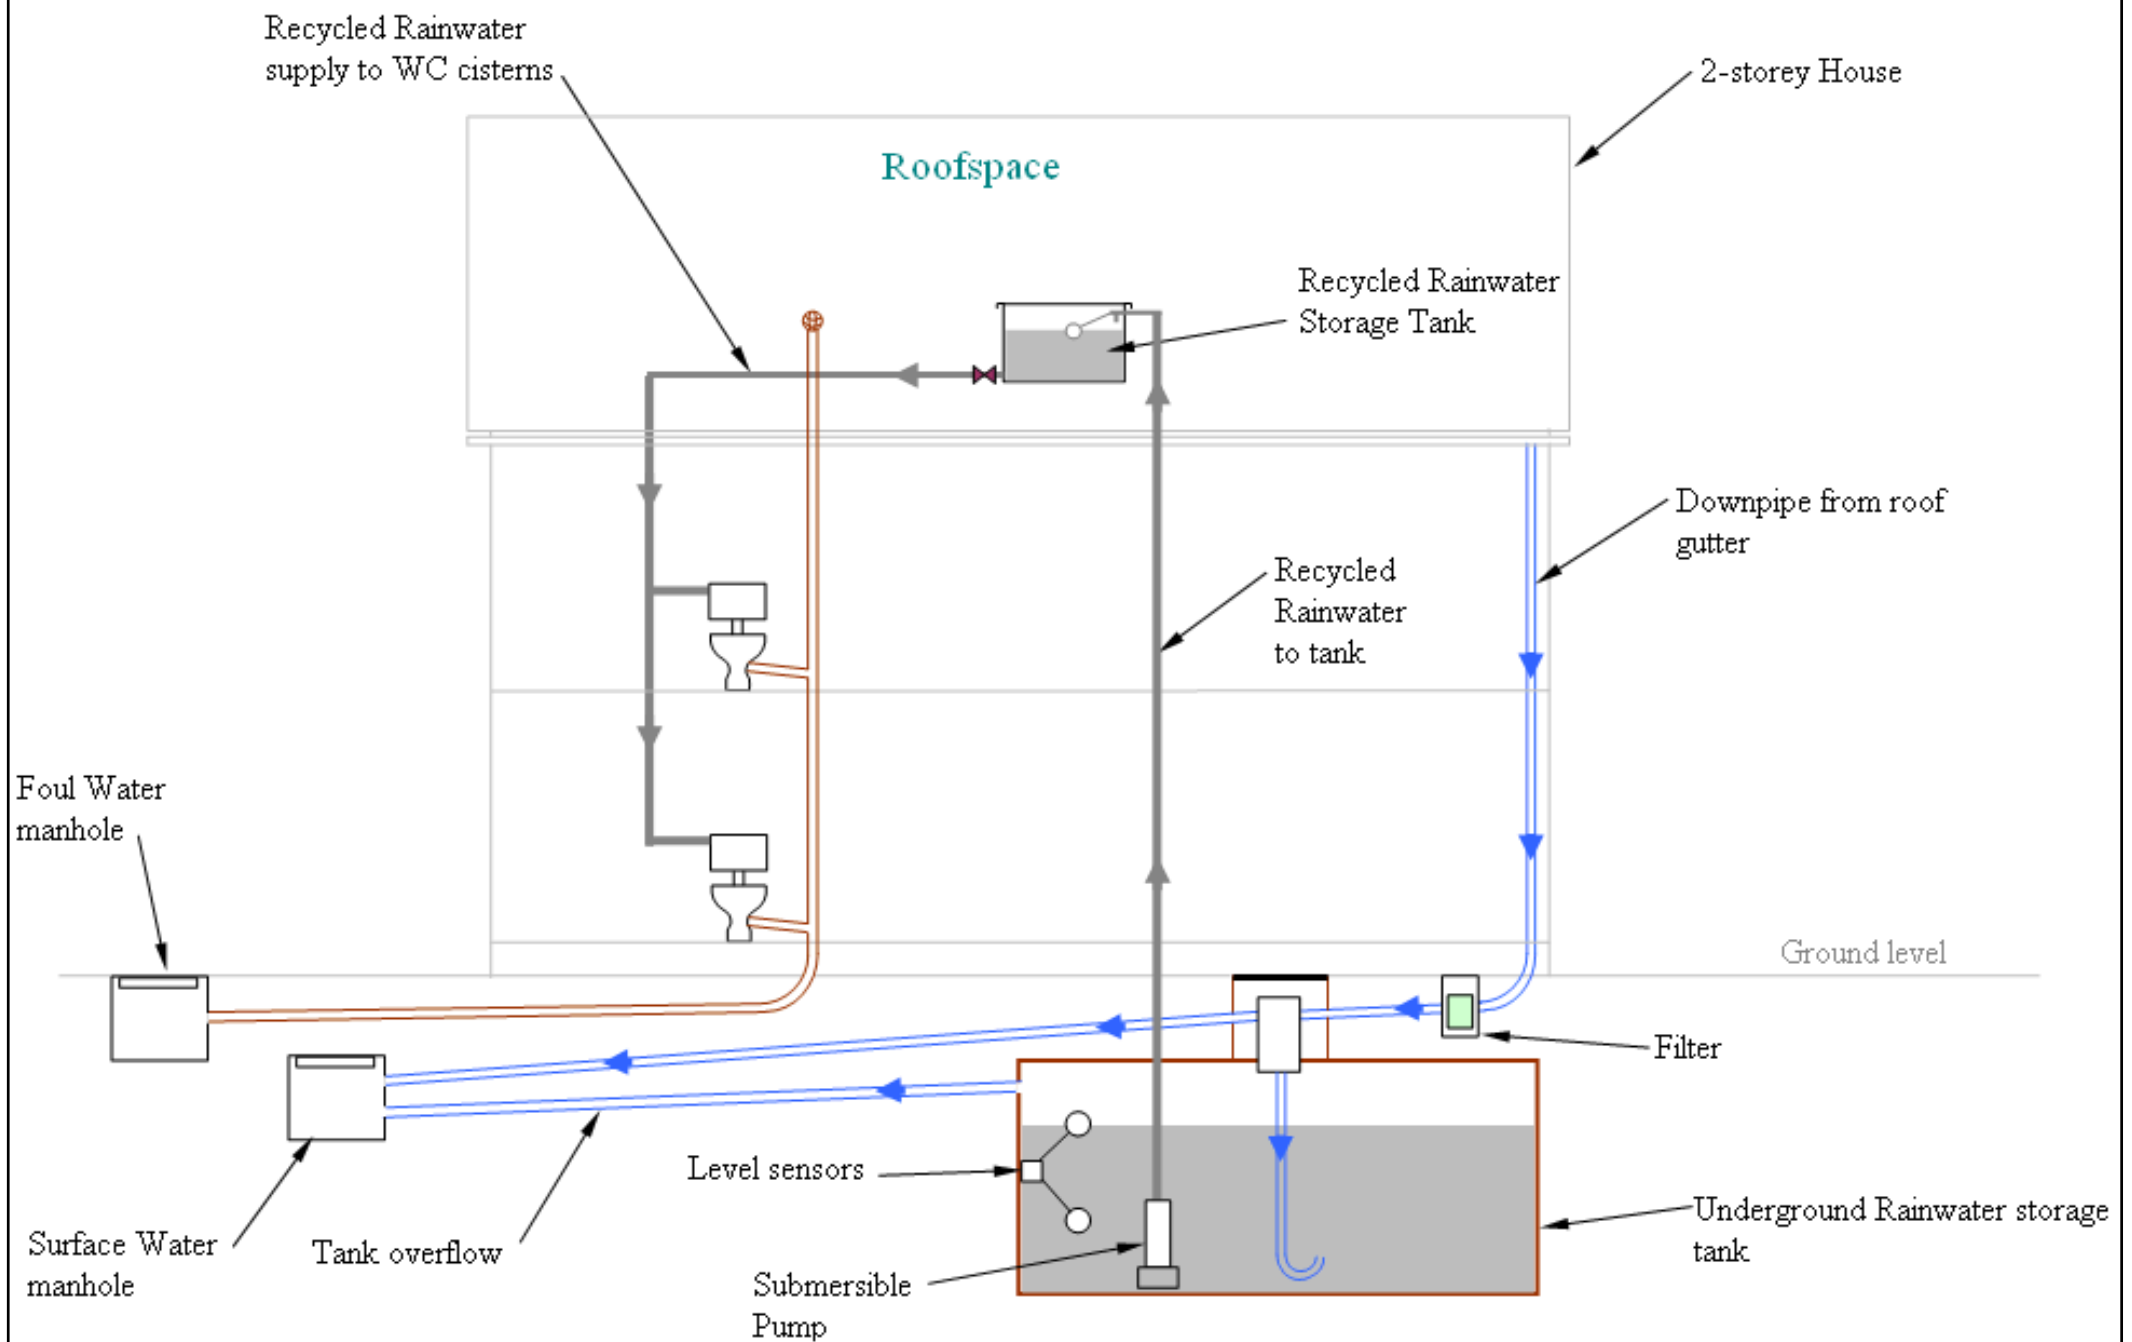 Recycled Rainwater
supply to WC cisterns
2-storey House
Roofspace
Recycled Rainwater
Storage Tank
Downpipe from roof
gutter
Recycled
Rainwater
to tank
Foul Water
manhole
Ground level
Filter
Level sensors
Underground Rainwater storage
tank
Surface Water
manhole
Tank overflow
Submersible
Pump